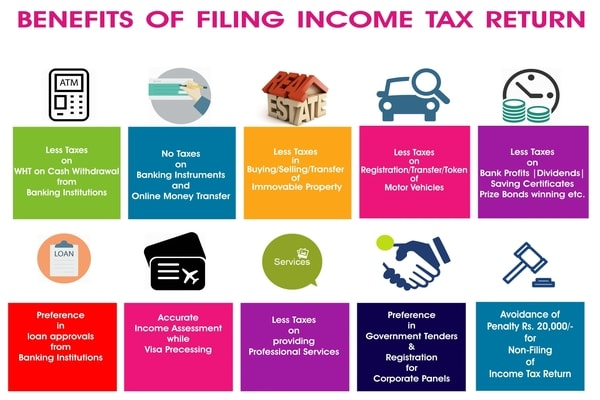 BENEFITS OF FILING INCOME TAX RETURN
ATM
REAL
ESTATE
Less Taxes
on
WHT on Cash Withdrawal
from
Banking Institutions
No Taxes
on
Banking Instruments
and
Online Money Transfer
Less Taxes
in
Buying/Selling/Transfer
of
Immovable Property
Less Taxes
on
Registration/Transfer/Token
of
Motor Vehicles
Less Taxes
on
Bank Profits |Dividends|
Saving Certificates
Prize Bonds winning etc.
LOAN
Services
Preference
in
loan approvals
from
Banking Institutions
Accurate
Income Assessment
while
Visa Precessing
Less Taxes
on
providing
Professional Services
Preference
in
Government Tenders
&
Registration
for
Corporate Panels
Avoidance of
Penalty Rs. 20,000/-
for
Non-Filing
of
Income Tax Return